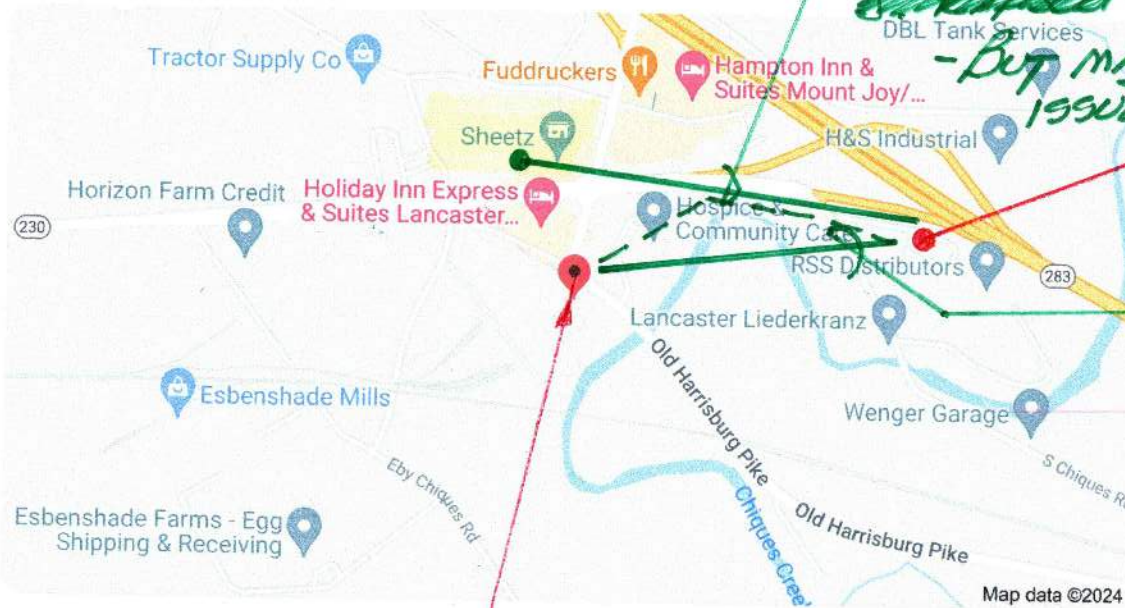 DBL Tank Services
Tractor Supply Co
Fuddruckers
Hampton Inn &
Suites Mount Joy/...
- BUT
Sheetz
H&S Industrial
Horizon Farm Credit
Holiday Inn Express
& Suites Lancaster...
230
Hospice &
Community Care
RSS Distributors
283
Lancaster Liederkranz
Old Harrisburg Pike
Esbenshade Mills
Wenger Garage
Eby Chiques Rd
S Chiques Rd
Chiques Creek
Old Harrisburg Pike
Esbenshade Farms - Egg
Shipping & Receiving
Map data ©2024